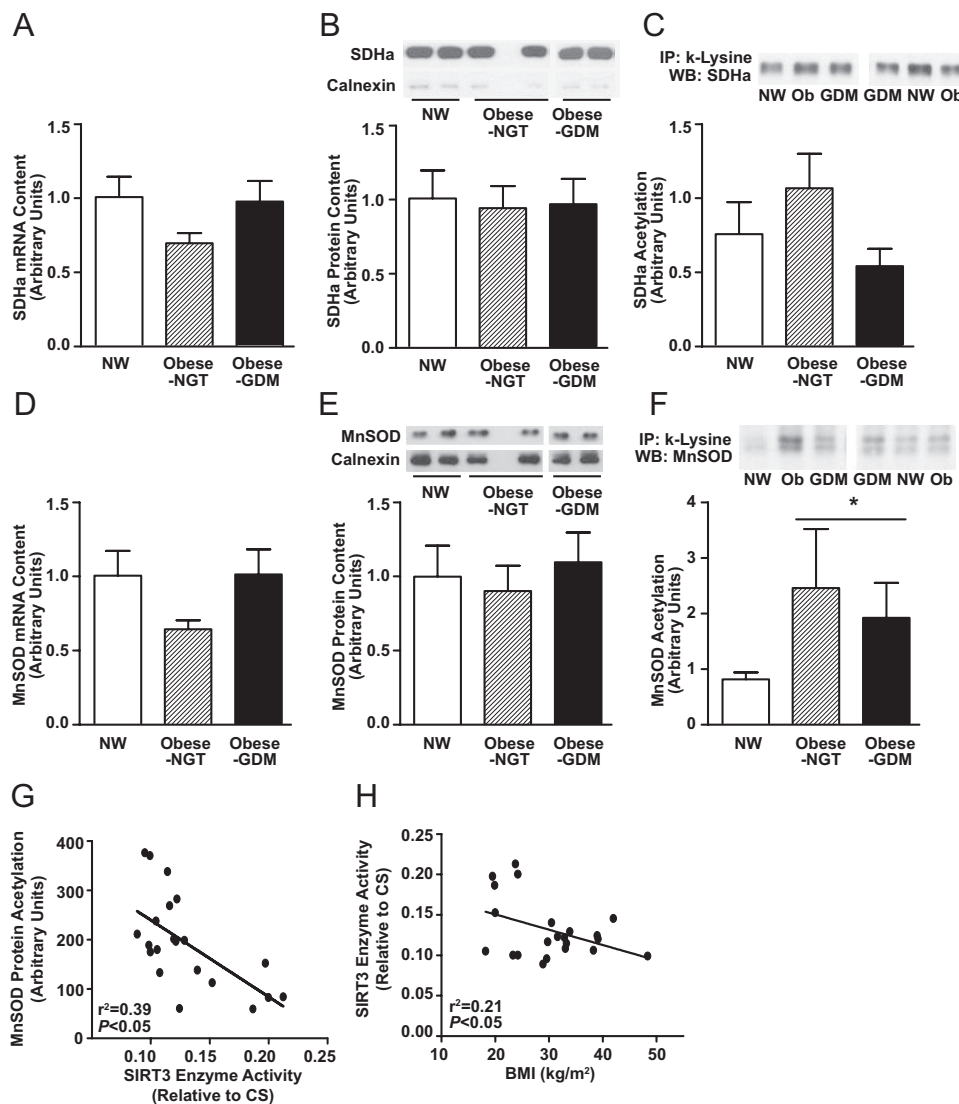 A
SDHa mRNA Content
(Arbitrary Units)
1.5
1.0
0.5
0.0
NW
Obese
-NGT
Obese
-GDM
B
SDHa
Calnexin
NW
Obese
-NGT
Obese
-GDM
SDHa Protein Content
(Arbitrary Units)
1.5
1.0
0.5
0.0
NW
Obese
-NGT
Obese
-GDM
C
IP: k-Lysine
WB: SDHa
NW Ob GDM GDM NW Ob
SDHa Acetylation
(Arbitrary Units)
1.5
1.0
0.5
0.0
NW
Obese
-NGT
Obese
-GDM
D
MnSOD mRNA Content
(Arbitrary Units)
1.5
1.0
0.5
0.0
NW
Obese
-NGT
Obese
-GDM
E
MnSOD
Calnexin
NW
Obese
-NGT
Obese
-GDM
MnSOD Protein Content
(Arbitrary Units)
1.5
1.0
0.5
0.0
NW
Obese
-NGT
Obese
-GDM
F
IP: k-Lysine
WB: MnSOD
NW Ob GDM GDM NW Ob
*
MnSOD Acetylation
(Arbitrary Units)
4
3
2
1
0
NW
Obese
-NGT
Obese
-GDM
G
MnSOD Protein Acetylation
(Arbitrary Units)
400
300
200
100
0
r²=0.39
P<0.05
0.10 0.15 0.20 0.25
SIRT3 Enzyme Activity
(Relative to CS)
H
SIRT3 Enzyme Activity
(Relative to CS)
0.25
0.20
0.15
0.10
0.05
0.00
r²=0.21
P<0.05
10 20 30 40 50
BMI (kg/m²)